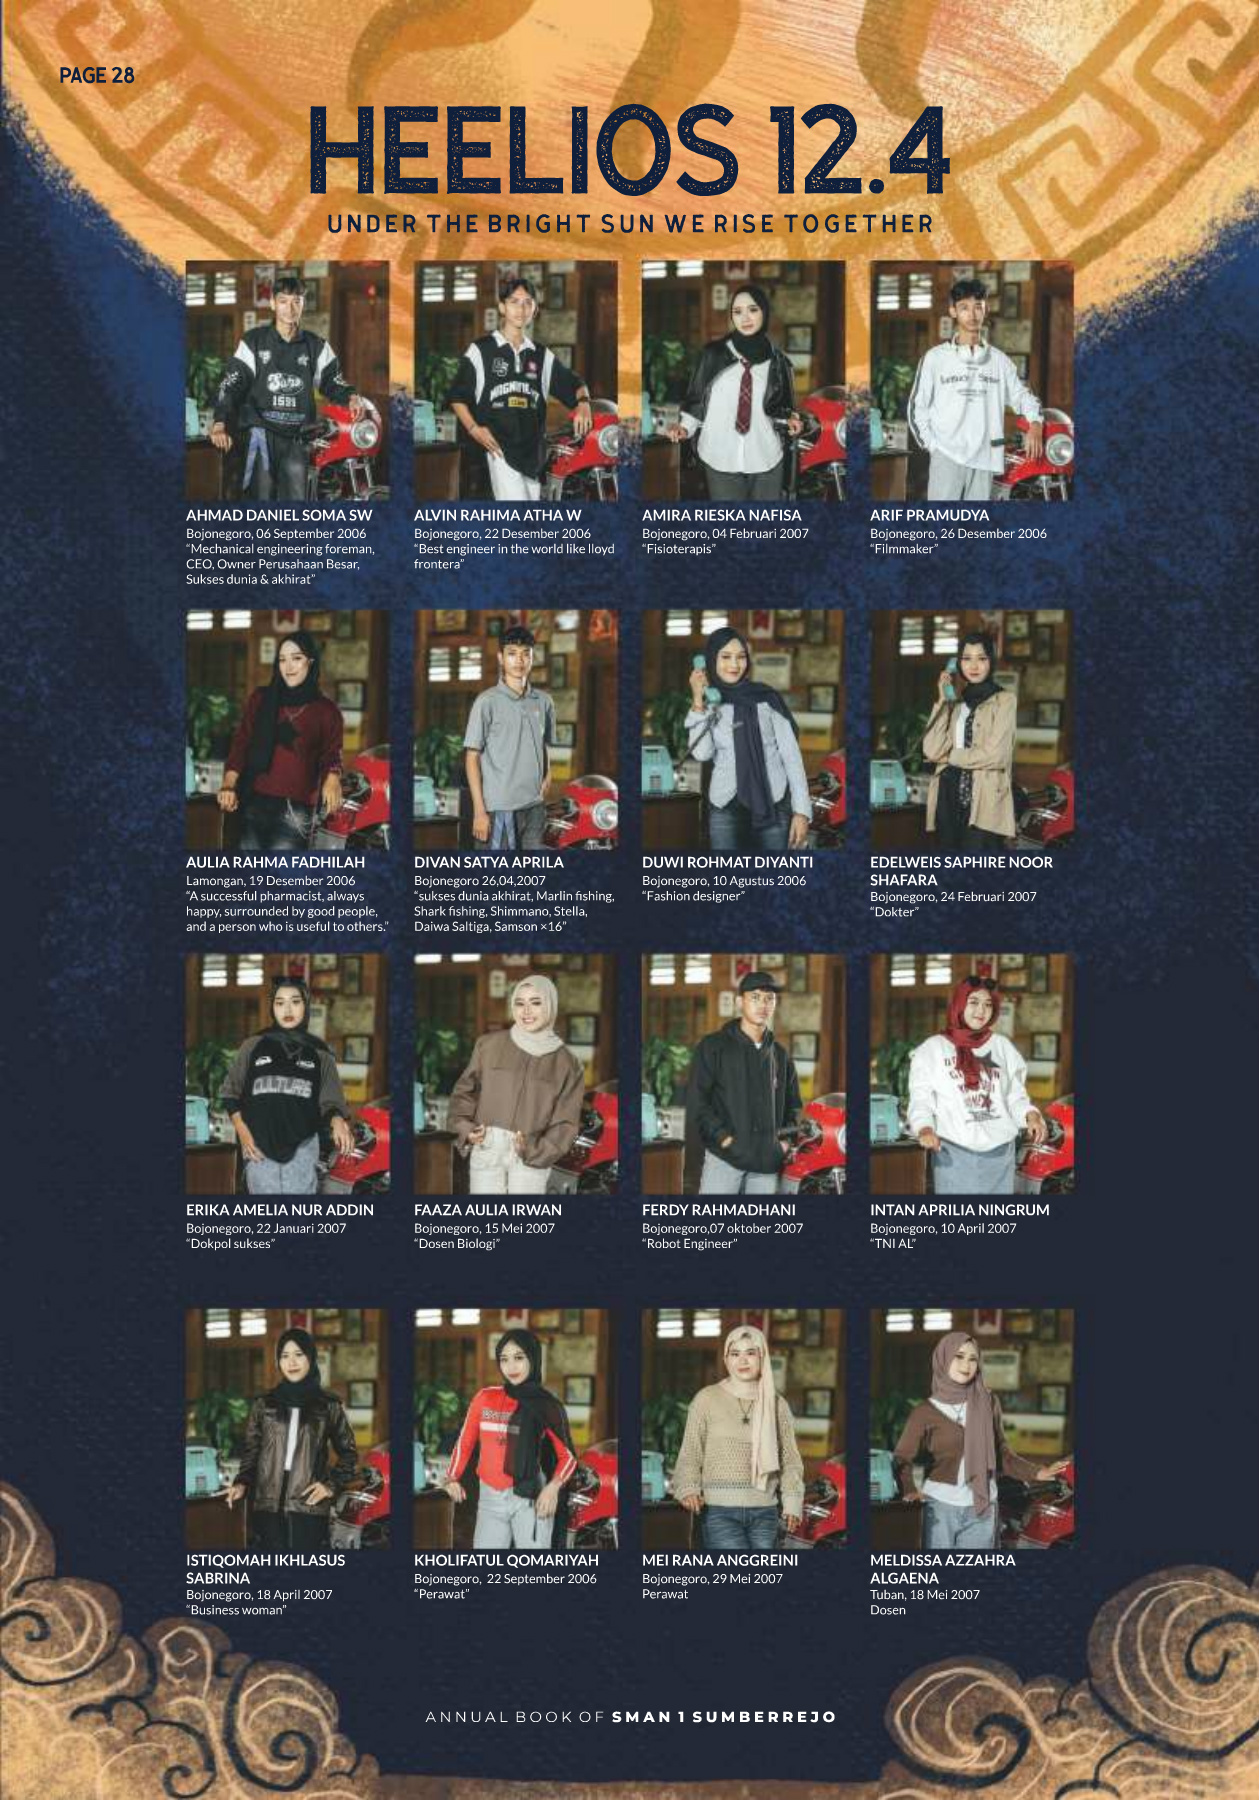 PAGE 28
HEELIOS 12.4
UNDER THE BRIGHT SUN WE RISE TOGETHER
AHMAD DANIEL SOMA SW
Bojonegoro, 06 September 2006
“Mechanical engineering foreman,
CEO, Owner Perusahaan Besar,
Sukses dunia & akhirat”
ALVIN RAHIMA ATHA W
Bojonegoro, 22 Desember 2006
“Best engineer in the world like lloyd
frontera”
AMIRA RIESKA NAFISA
Bojonegoro, 04 Februari 2007
“Fisioterapis”
ARIF PRAMUDYA
Bojonegoro, 26 Desember 2006
“Filmmaker”
AULIA RAHMA FADHILAH
Lamongan, 19 Desember 2006
“A successful pharmacist, always
happy, surrounded by good people,
and a person who is useful to others.”
DIVAN SATYA APRILA
Bojonegoro 26,04,2007
“sukses dunia akhirat, Marlin fishing,
Shark fishing, Shimmano, Stella,
Daiwa Saltiga, Samson ×16”
DUWI ROHMAT DIYANTI
Bojonegoro, 10 Agustus 2006
“Fashion designer”
EDELWEIS SAPHIRE NOOR
SHAFARA
Bojonegoro, 24 Februari 2007
“Dokter”
CULTURE
ERIKA AMELIA NUR ADDIN
Bojonegoro, 22 Januari 2007
“Dokpol sukses”
FAAZA AULIA IRWAN
Bojonegoro, 15 Mei 2007
“Dosen Biologi”
FERDY RAHMADHANI
Bojonegoro,07 oktober 2007
“Robot Engineer”
INTAN APRILIA NINGRUM
Bojonegoro, 10 April 2007
“TNI AL”
ISTIQOMAH IKHLASUS
SABRINA
Bojonegoro, 18 April 2007
“Business woman”
KHOLIFATUL QOMARIYAH
Bojonegoro, 22 September 2006
“Perawat”
MEI RANA ANGGREINI
Bojonegoro, 29 Mei 2007
Perawat
MELDISSA AZZAHRA
ALGAENA
Tuban, 18 Mei 2007
Dosen
ANNUAL BOOK OF SMAN 1 SUMBERREJO